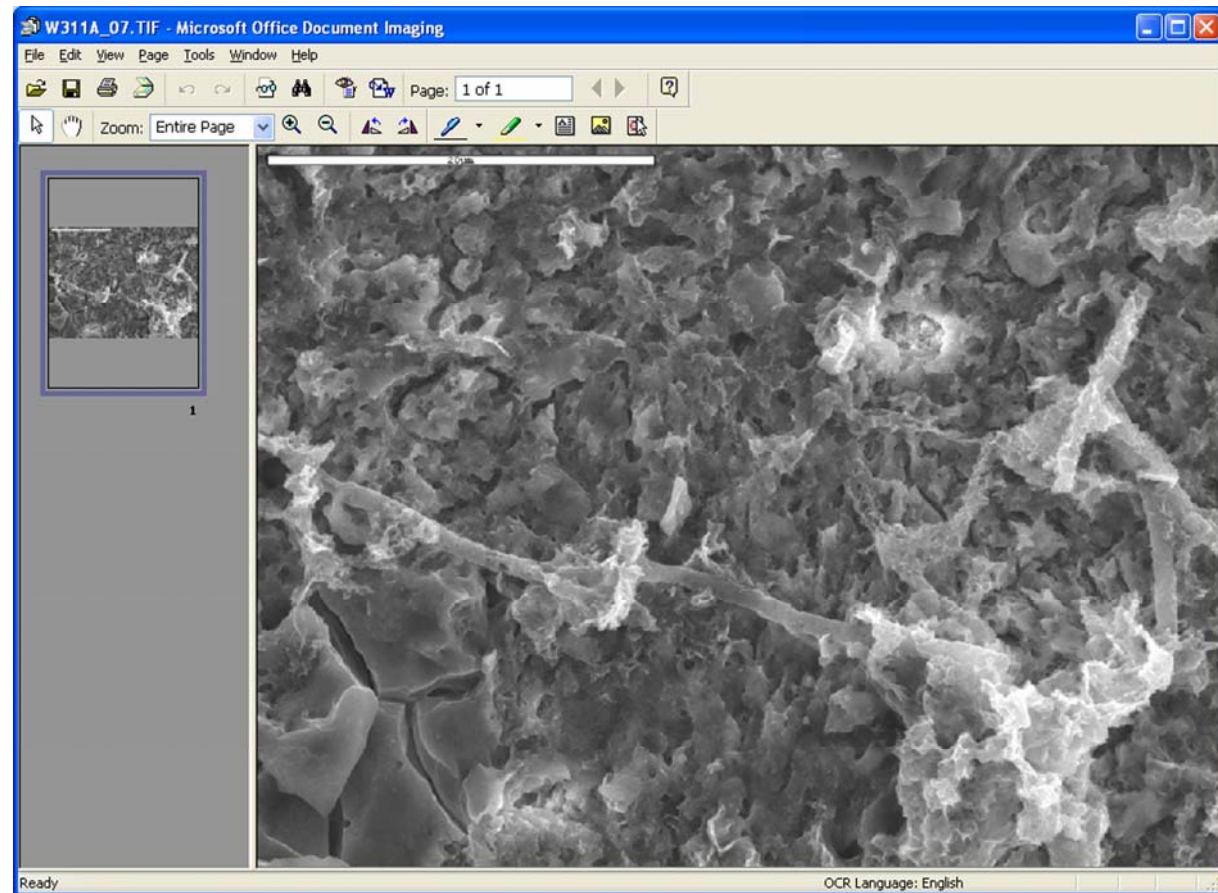 W311A_07.TIF - Microsoft Office Document Imaging
File Edit View Page Tools Window Help
Page: 1 of 1
Zoom: Entire Page
20µm
1
Ready
OCR Language: English